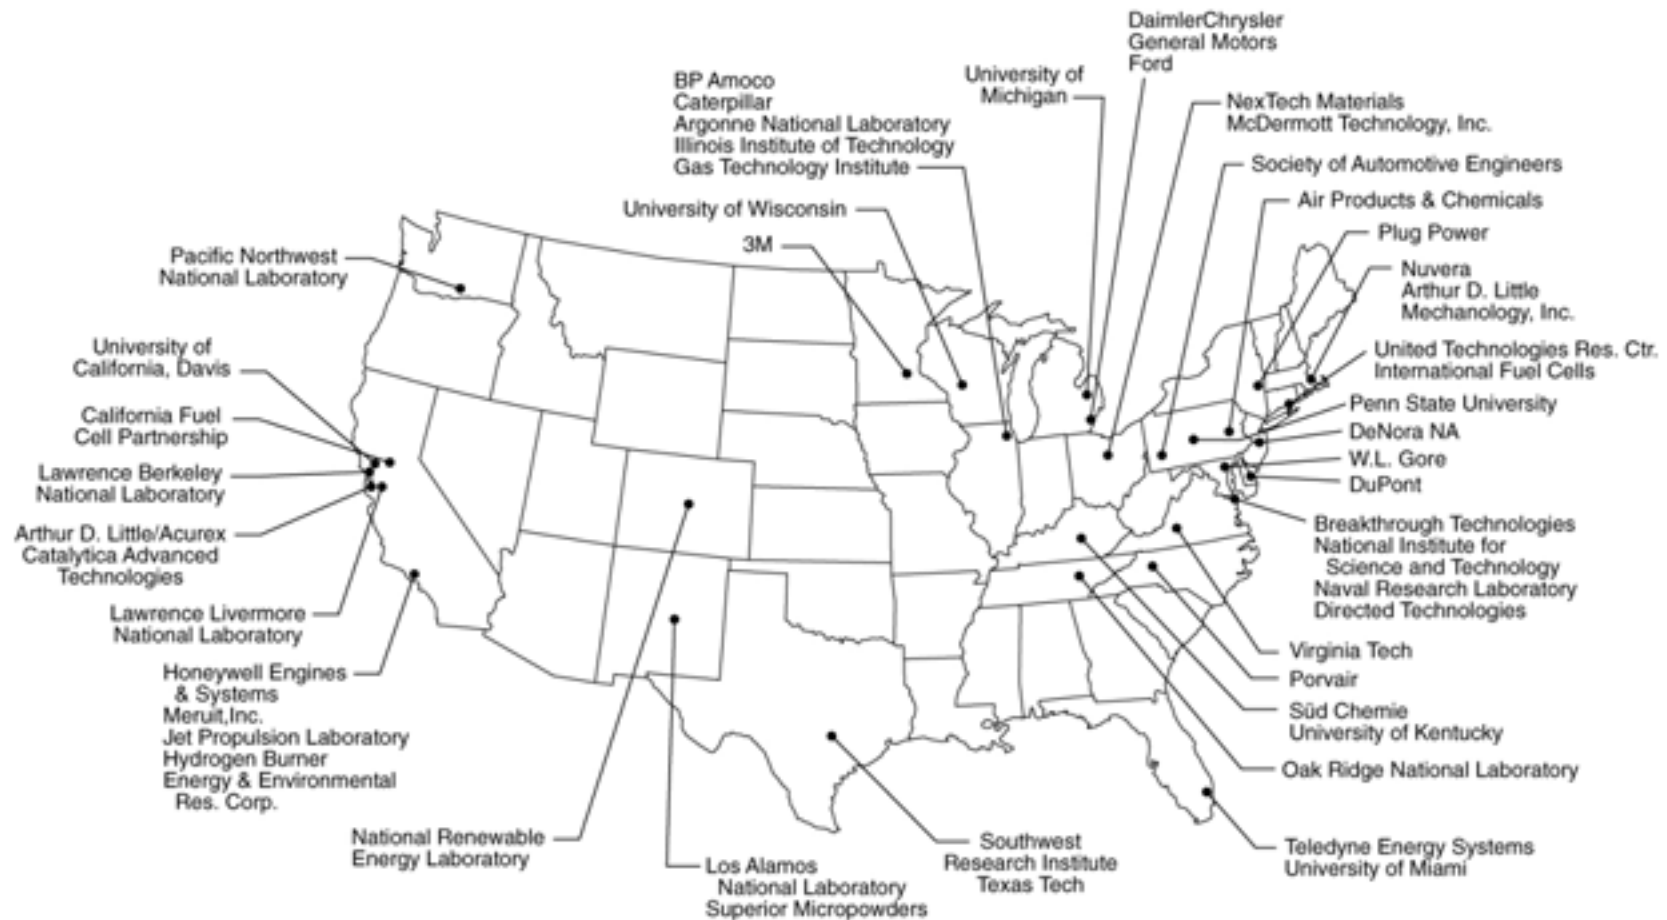 DaimlerChrysler
General Motors
Ford
University of
Michigan
BP Amoco
Caterpillar
Argonne National Laboratory
Illinois Institute of Technology
Gas Technology Institute
NexTech Materials
McDermott Technology, Inc.
Society of Automotive Engineers
Air Products & Chemicals
University of Wisconsin
3M
Plug Power
Pacific Northwest
National Laboratory
Nuvera
Arthur D. Little
Mechanology, Inc.
University of
California, Davis
United Technologies Res. Ctr.
International Fuel Cells
California Fuel
Cell Partnership
Penn State University
DeNora NA
W.L. Gore
DuPont
Lawrence Berkeley
National Laboratory
Arthur D. Little/Acurex
Catalytica Advanced
Technologies
Breakthrough Technologies
National Institute for
Science and Technology
Naval Research Laboratory
Directed Technologies
Lawrence Livermore
National Laboratory
Virginia Tech
Porvair
Honeywell Engines
& Systems
Meruit,Inc.
Jet Propulsion Laboratory
Hydrogen Burner
Energy & Environmental
Res. Corp.
Süd Chemie
University of Kentucky
Oak Ridge National Laboratory
National Renewable
Energy Laboratory
Los Alamos
National Laboratory
Superior Micropowders
Southwest
Research Institute
Texas Tech
Teledyne Energy Systems
University of Miami